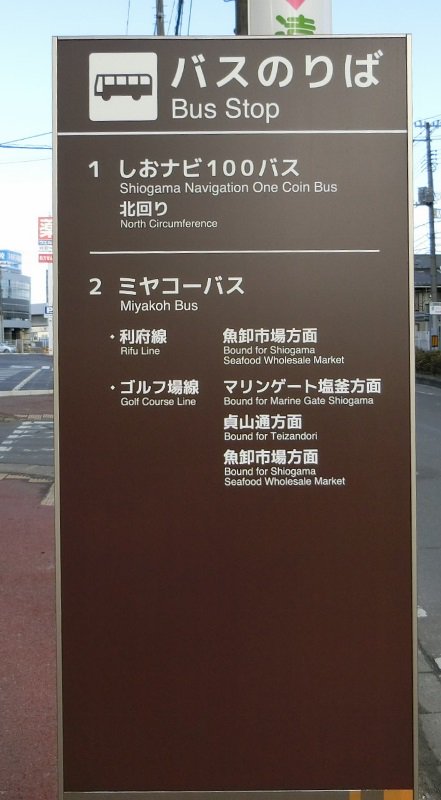 バスのりば
Bus Stop
1 しおナビ100バス
Shiogama Navigation One Coin Bus
北回り
North Circumference
2 ミヤコーバス
Miyakoh Bus
・利府線 魚卸市場方面
Rifu Line Bound for Shiogama
Seafood Wholesale Market
・ゴルフ場線 マリンゲート塩釜方面
Golf Course Line Bound for Marine Gate Shiogama
貞山通方面
Bound for Teizandori
魚卸市場方面
Bound for Shiogama
Seafood Wholesale Market